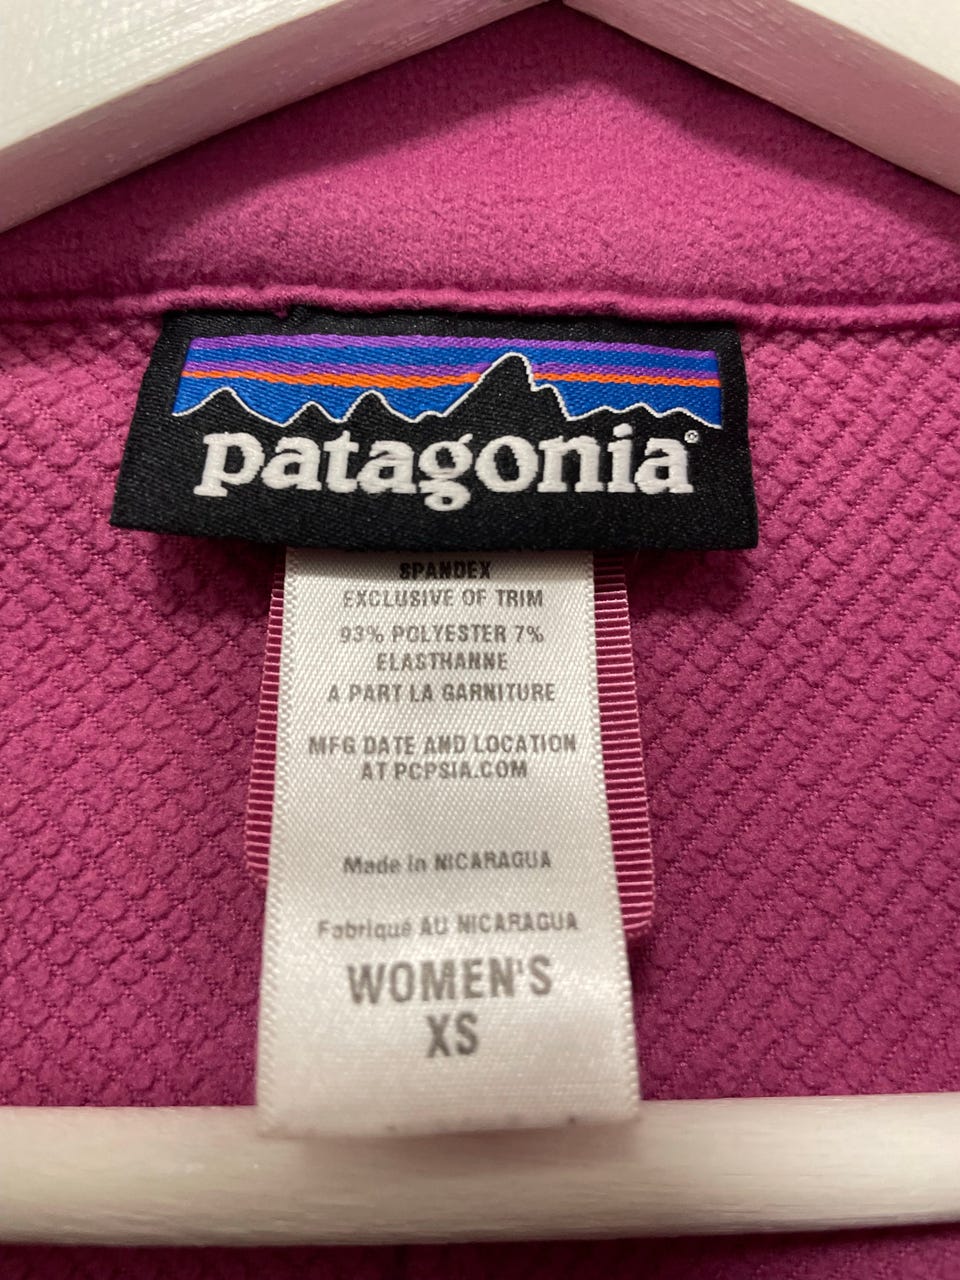 patagonia®
SPANDEX
EXCLUSIVE OF TRIM
93% POLYESTER 7%
ELASTHANNE
A PART LA GARNITURE
MFG DATE AND LOCATION
AT PCPSIA.COM
Made in NICARAGUA
Fabriqué AU NICARAGUA
WOMEN'S
XS